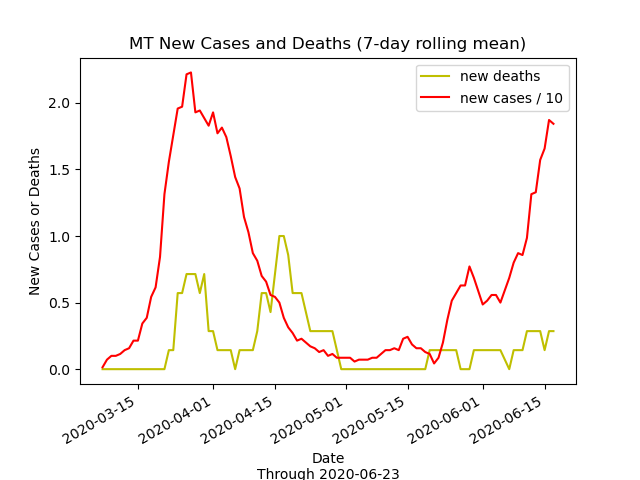 MT New Cases and Deaths (7-day rolling mean)
new deaths
new cases / 10
New Cases or Deaths
2.0
1.5
1.0
0.5
0.0
2020-03-15
2020-04-01
2020-04-15
2020-05-01
2020-05-15
2020-06-01
2020-06-15
Date
Through 2020-06-23